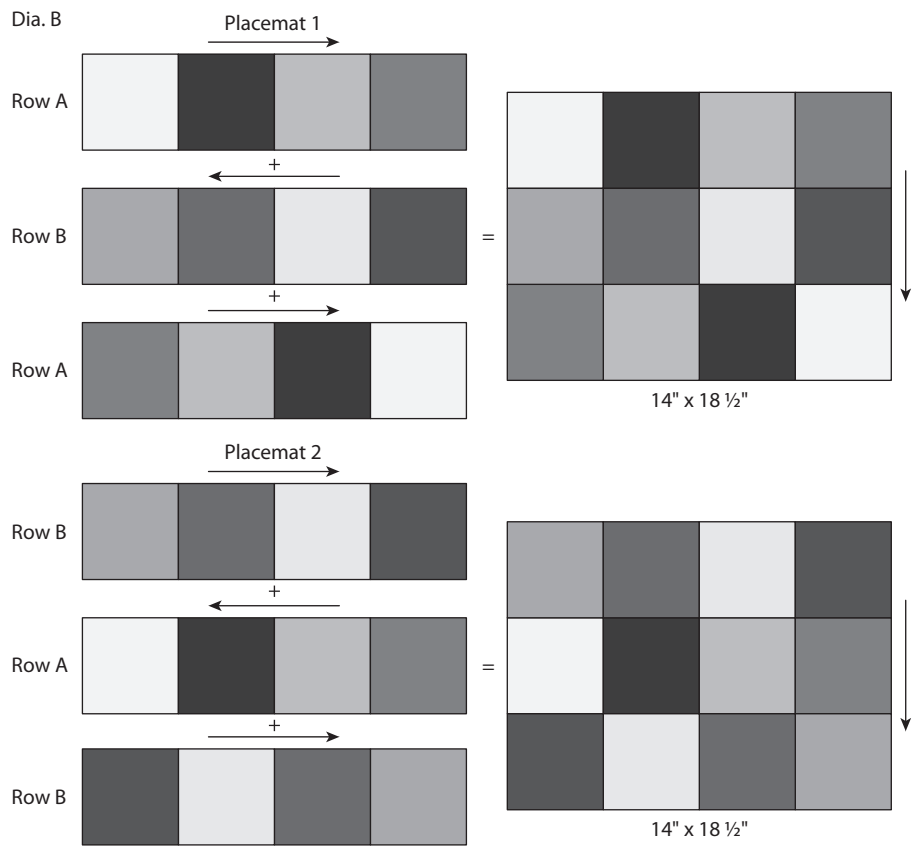 Dia. B
Placemat 1
Row A
+
Row B
=
+
Row A
14" x 18 ½"
Placemat 2
Row B
+
Row A
=
+
Row B
14" x 18 ½"